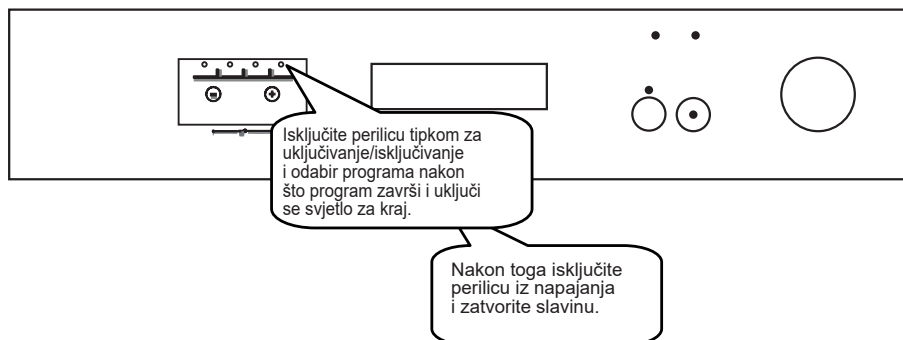 Isključite perilicu tipkom za
uključivanje/isključivanje
i odabir programa nakon
što program završi i uključi
se svjetlo za kraj.
Nakon toga isključite
perilicu iz napajanja
i zatvorite slavinu.